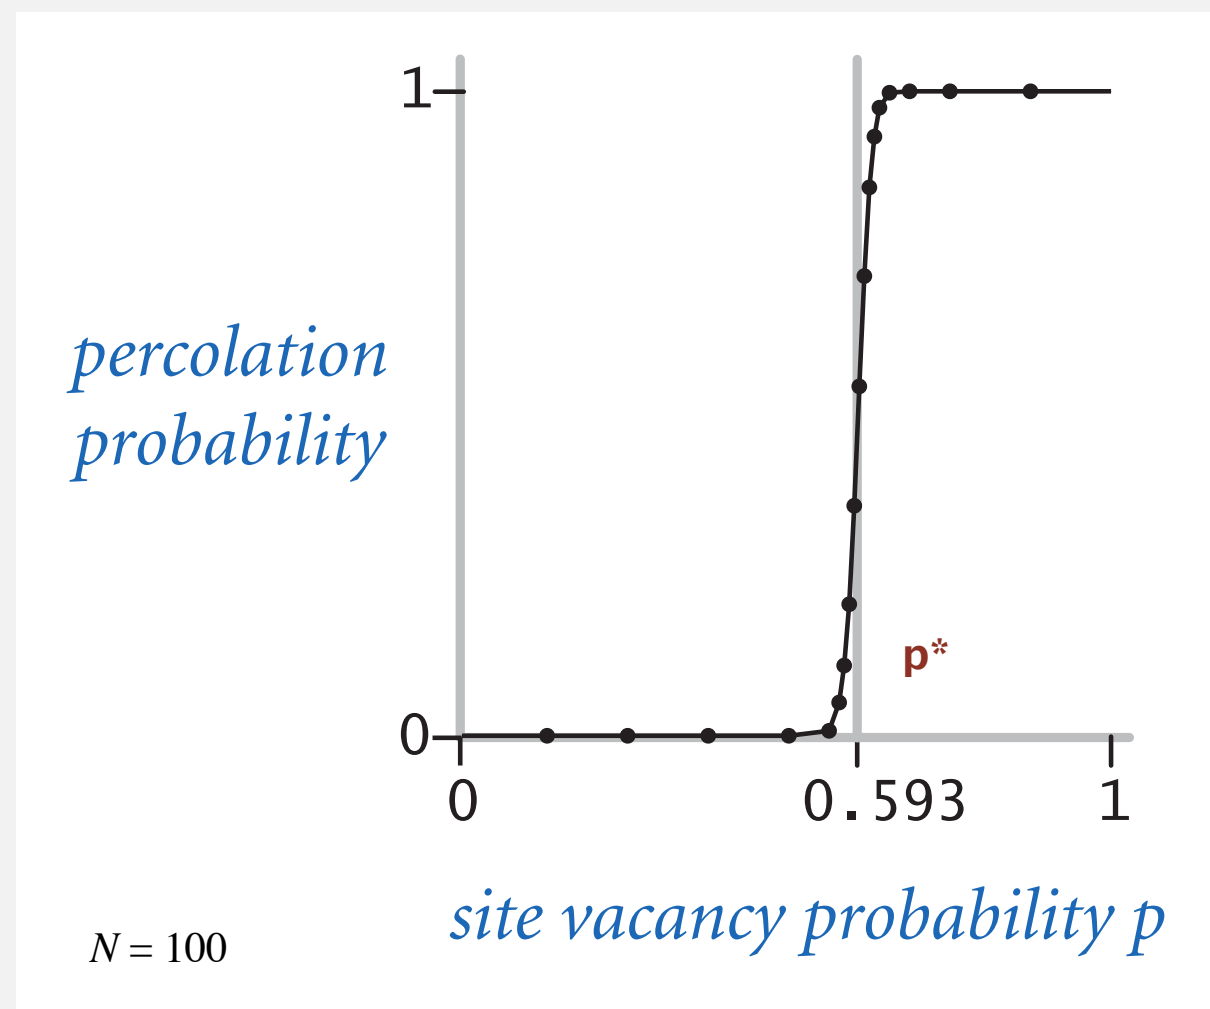 1
percolation
probability
p*
0
0
0.593
1
site vacancy probability p
N = 100